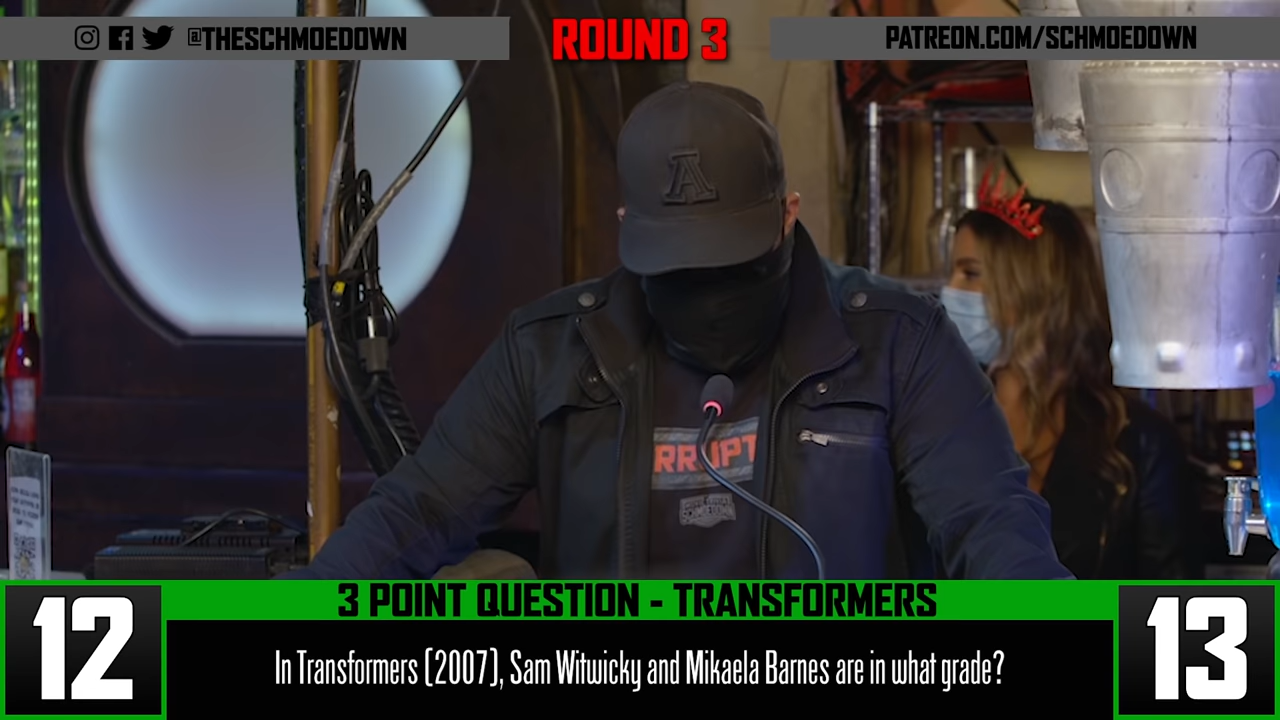 @THESCHMOEDOWN
ROUND 3
PATREON.COM/SCHMOEDOWN
A
RRUPT
SCHMOEDOWN
3 POINT QUESTION - TRANSFORMERS
12
In Transformers (2007), Sam Witwicky and Mikaela Barnes are in what grade?
13